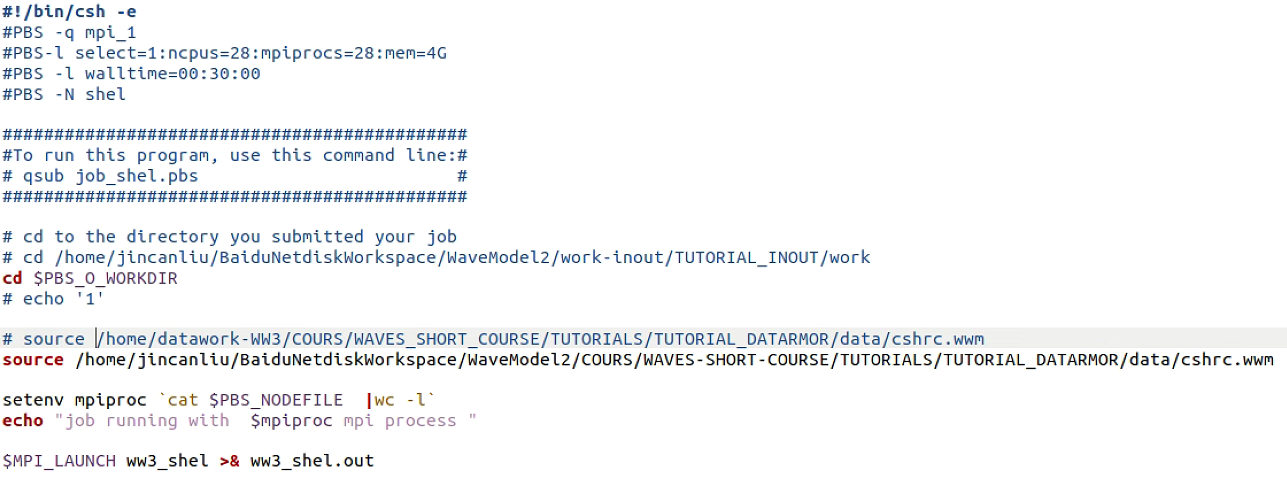 #!/bin/csh -e
#PBS -q mpi_1
#PBS-l select=1:ncpus=28:mpiprocs=28:mem=4G
#PBS -l walltime=00:30:00
#PBS -N shel
#############################################
#To run this program, use this command line:#
# qsub job_shel.pbs                         #
#############################################
# cd to the directory you submitted your job
# cd /home/jincanliu/BaiduNetdiskWorkspace/WaveModel2/work-inout/TUTORIAL_INOUT/work
cd $PBS_O_WORKDIR
# echo '1'
# source /home/datawork-WW3/COURS/WAVES_SHORT_COURSE/TUTORIALS/TUTORIAL_DATARMOR/data/cshrc.wwm
source /home/jincanliu/BaiduNetdiskWorkspace/WaveModel2/COURS/WAVES-SHORT-COURSE/TUTORIALS/TUTORIAL_DATARMOR/data/cshrc.wwm
setenv mpiproc `cat $PBS_NODEFILE  |wc -l`
echo "job running with  $mpiproc mpi process "
$MPI_LAUNCH ww3_shel >& ww3_shel.out